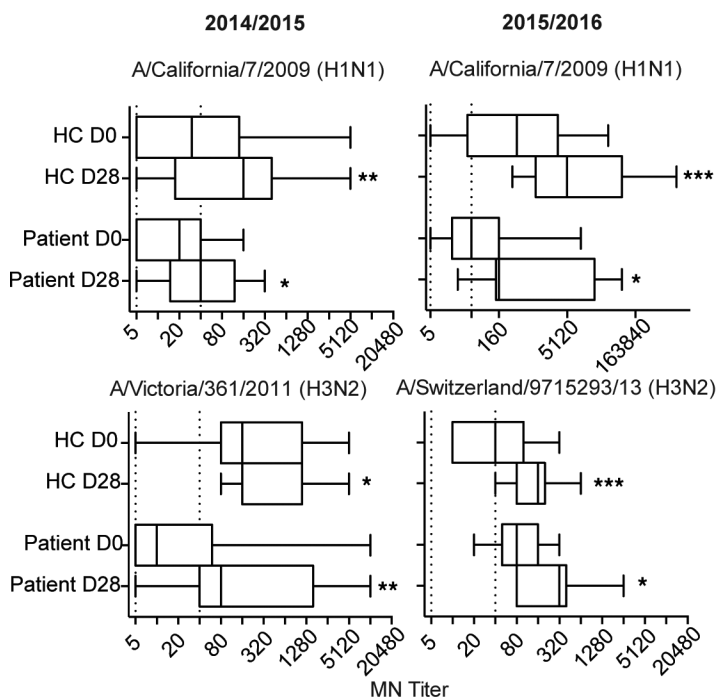 2014/2015
2015/2016
A/California/7/2009 (H1N1)
A/California/7/2009 (H1N1)
HC D0
HC D28
**
***
Patient D0
Patient D28
*
*
5
20
80
320
1280
5120
20480
5
160
5120
163840
A/Victoria/361/2011 (H3N2)
A/Switzerland/9715293/13 (H3N2)
HC D0
HC D28
*
***
Patient D0
Patient D28
**
*
5
20
80
320
1280
5120
20480
5
20
80
320
1280
5120
20480
MN Titer